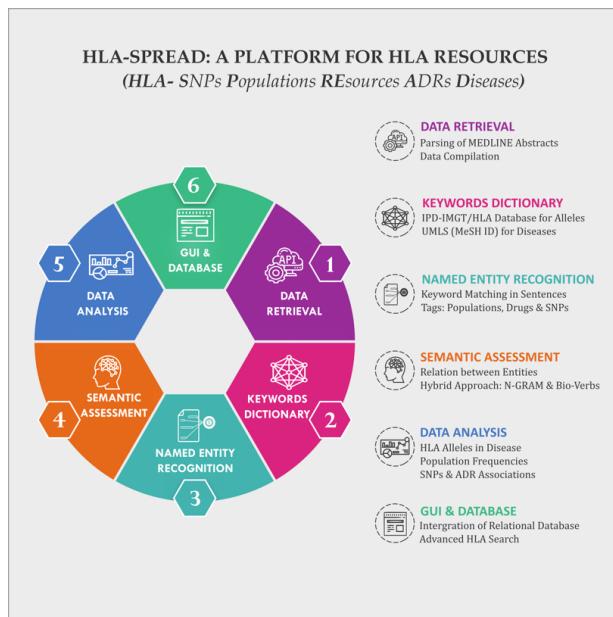 HLA-SPREAD: A PLATFORM FOR HLA RESOURCES
(HLA- SNPs Populations REsources ADRs Diseases)
6
GUI &
DATABASE
1
API
DATA
RETRIEVAL
2
KEYWORDS
DICTIONARY
3
NAMED ENTITY
RECOGNITION
4
SEMANTIC
ASSESSMENT
5
DATA
ANALYSIS
API
DATA RETRIEVAL
Parsing of MEDLINE Abstracts
Data Compilation
KEYWORDS DICTIONARY
IPD-IMGT/HLA Database for Alleles
UMLS (MeSH ID) for Diseases
NAMED ENTITY RECOGNITION
Keyword Matching in Sentences
Tags: Populations, Drugs & SNPs
SEMANTIC ASSESSMENT
Relation between Entities
Hybrid Approach: N-GRAM & Bio-Verbs
DATA ANALYSIS
HLA Alleles in Disease
Population Frequencies
SNPs & ADR Associations
GUI & DATABASE
Intergration of Relational Database
Advanced HLA Search